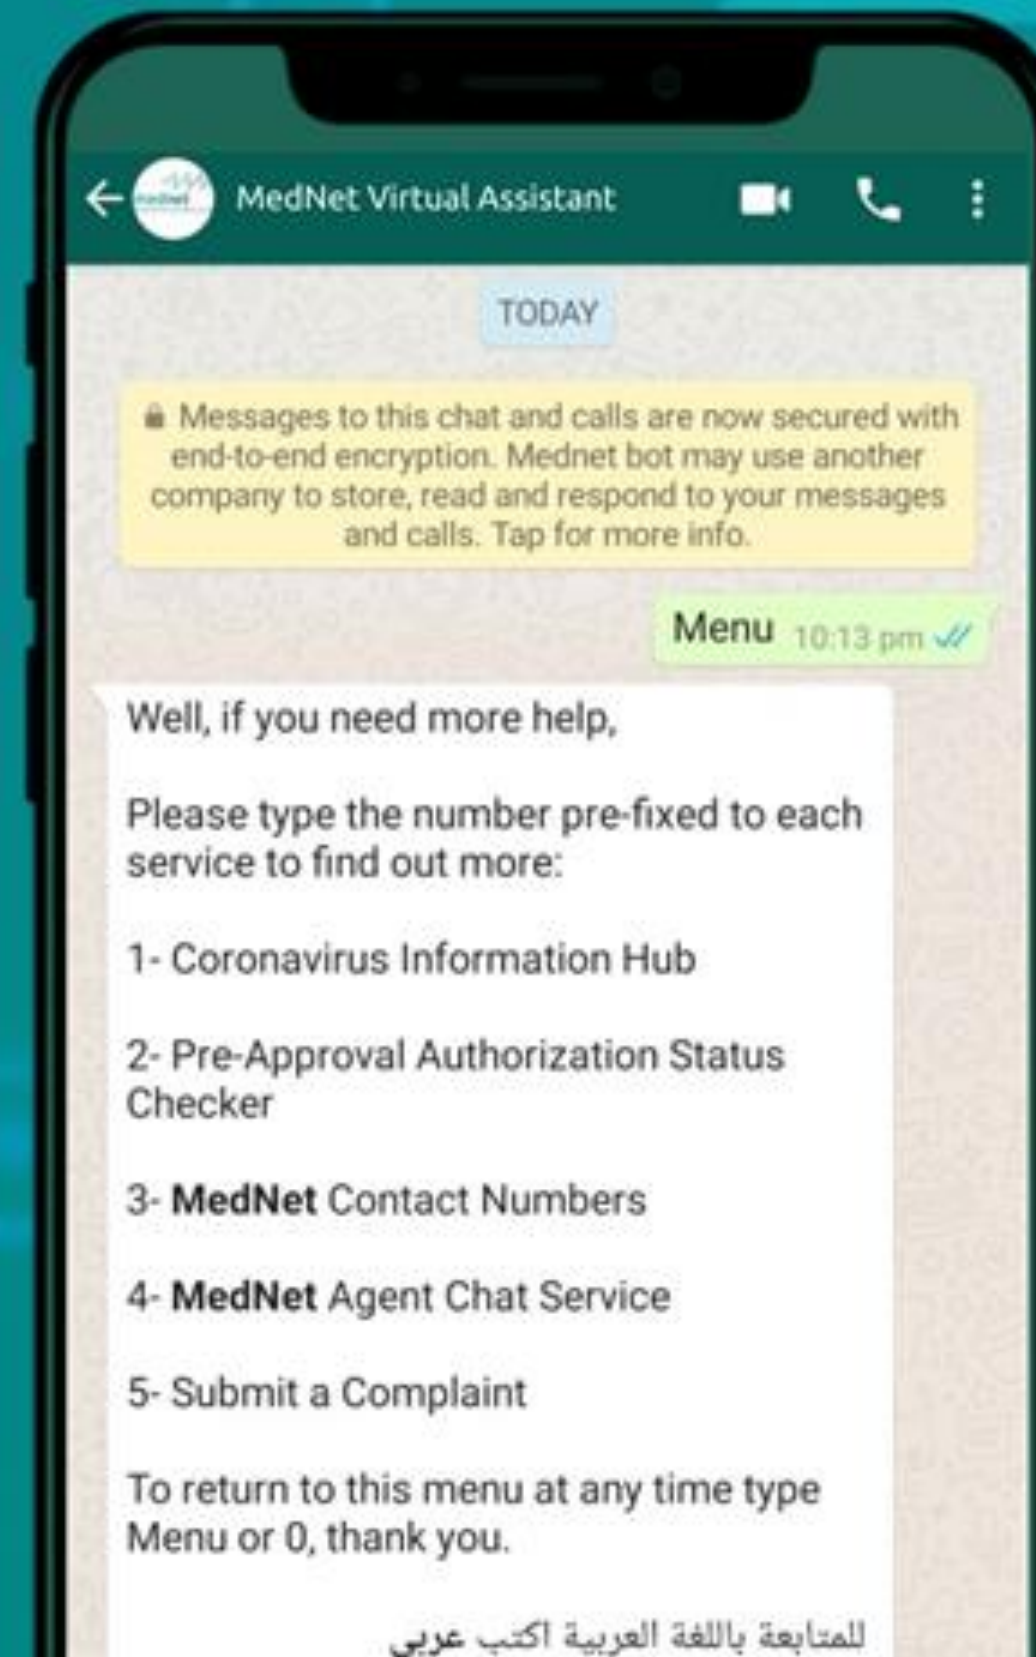 mednet
MedNet Virtual Assistant
TODAY
Messages to this chat and calls are now secured with
end-to-end encryption. Mednet bot may use another
company to store, read and respond to your messages
and calls. Tap for more info.
Menu 10:13 pm
Well, if you need more help,
Please type the number pre-fixed to each
service to find out more:
1- Coronavirus Information Hub
2- Pre-Approval Authorization Status
Checker
3- MedNet Contact Numbers
4- MedNet Agent Chat Service
5- Submit a Complaint
To return to this menu at any time type
Menu or 0, thank you.
للمتابعة باللغة العربية اكتب عربي